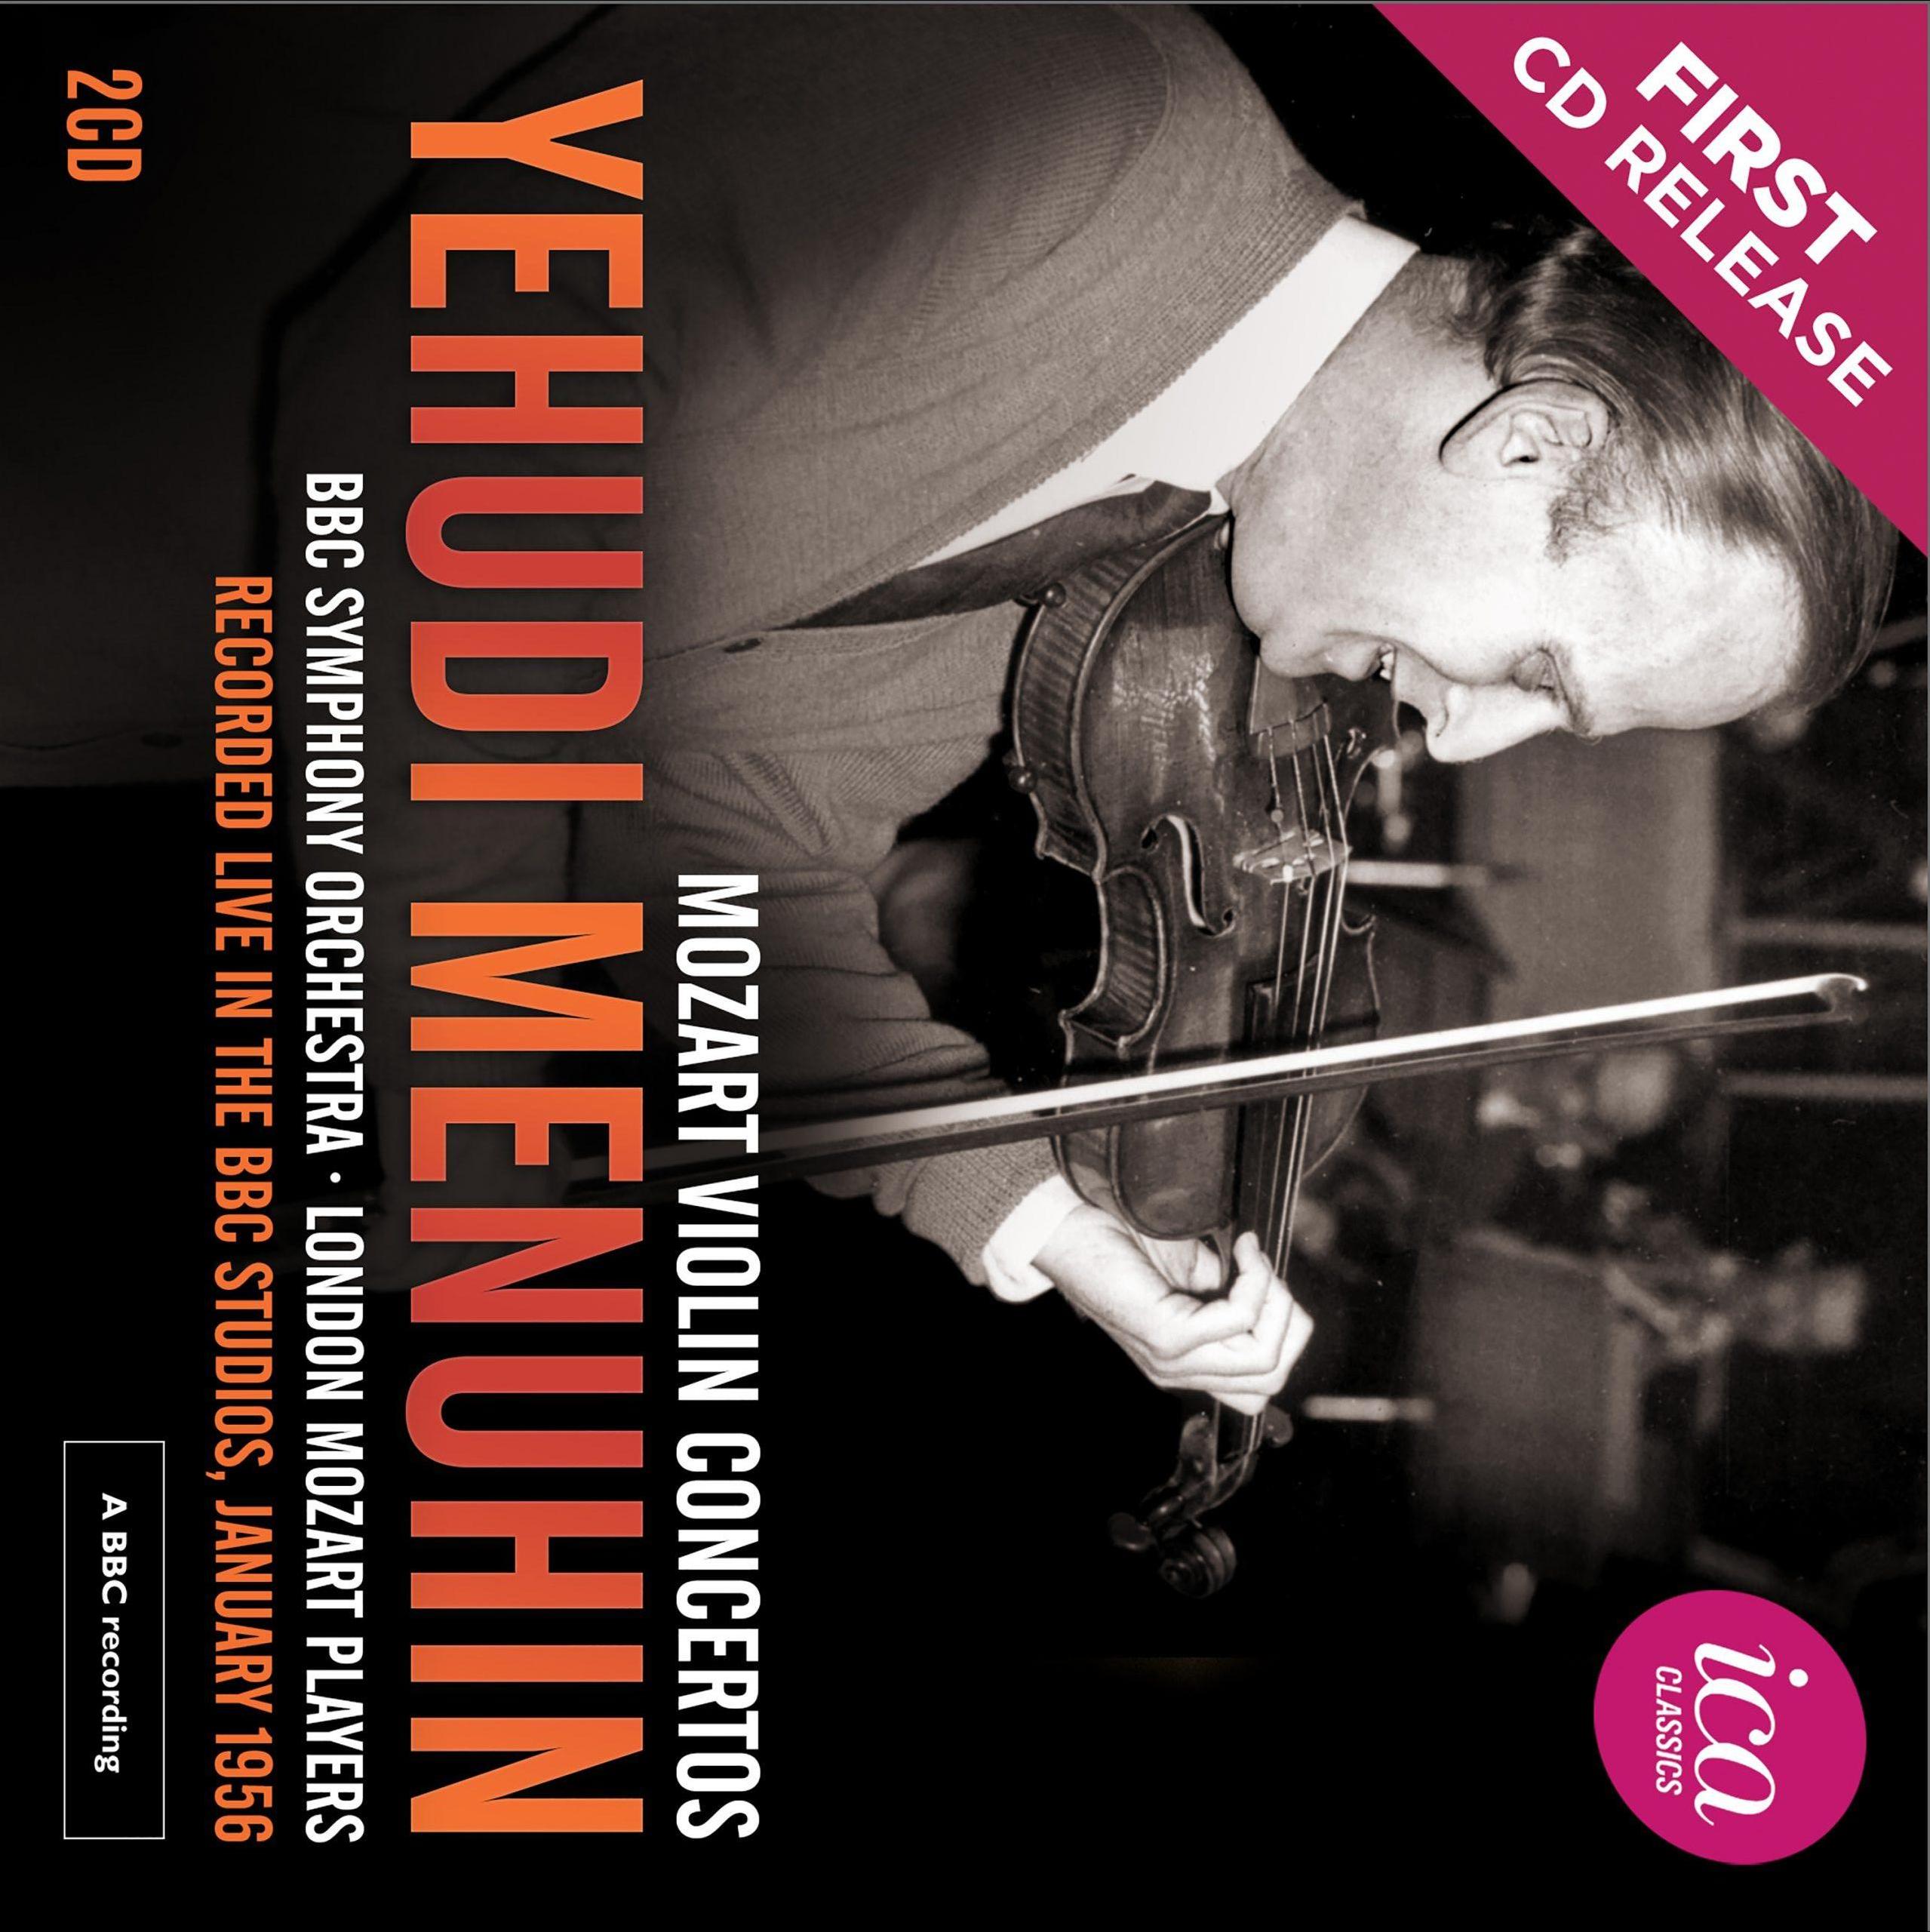 FIRST
CD RELEASE
ica
CLASSICS
MOZART VIOLIN CONCERTOS
YEHUDI MENUHIN
BBC SYMPHONY ORCHESTRA · LONDON MOZART PLAYERS
RECORDED LIVE IN THE BBC STUDIOS, JANUARY 1956
2CD
A BBC recording